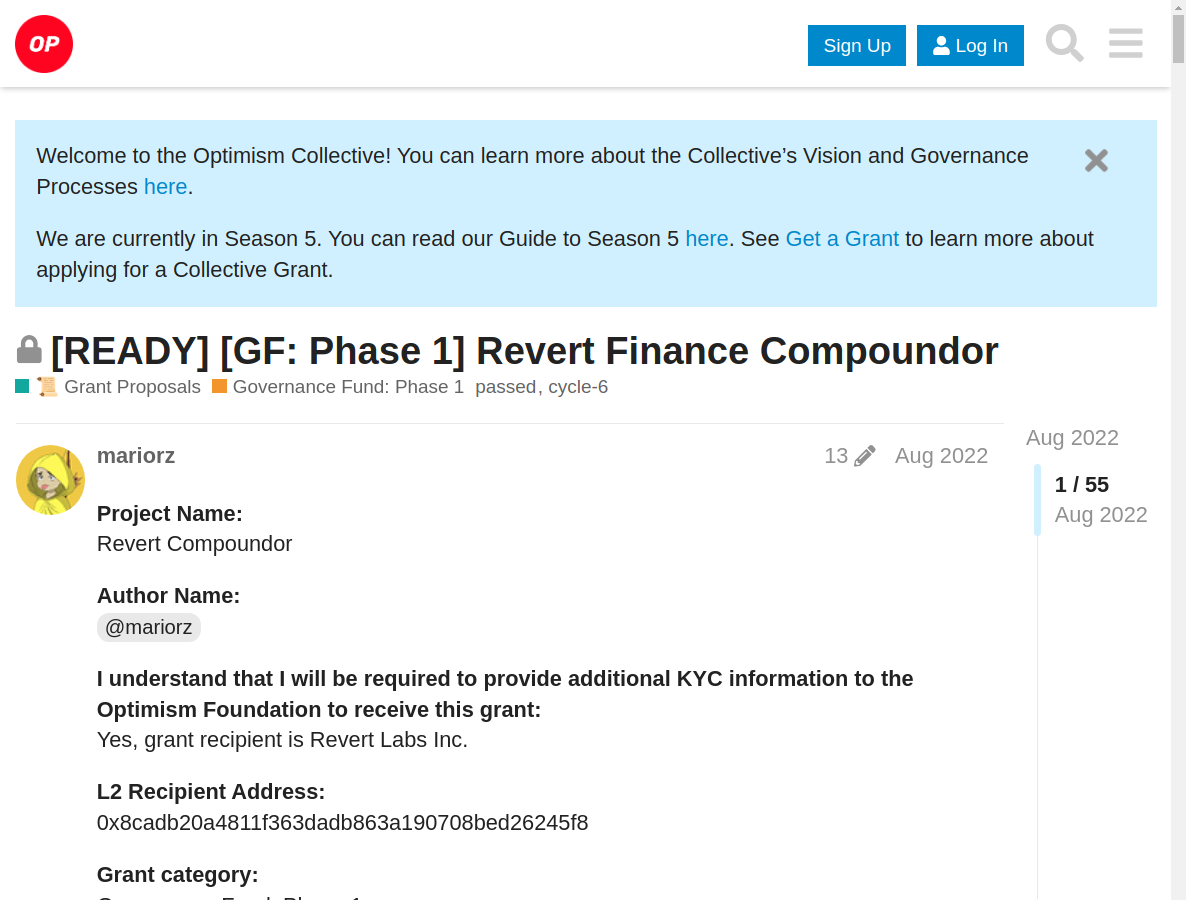 OP
Sign Up
Log In
Welcome to the Optimism Collective! You can learn more about the Collective’s Vision and Governance
Processes here.
We are currently in Season 5. You can read our Guide to Season 5 here. See Get a Grant to learn more about
applying for a Collective Grant.
[READY] [GF: Phase 1] Revert Finance Compoundor
📜 Grant Proposals Governance Fund: Phase 1 passed, cycle-6
mariorz 13 Aug 2022
Aug 2022
1 / 55
Aug 2022
Project Name:
Revert Compoundor
Author Name:
@mariorz
I understand that I will be required to provide additional KYC information to the
Optimism Foundation to receive this grant:
Yes, grant recipient is Revert Labs Inc.
L2 Recipient Address:
0x8cadb20a4811f363dadb863a190708bed26245f8
Grant category: